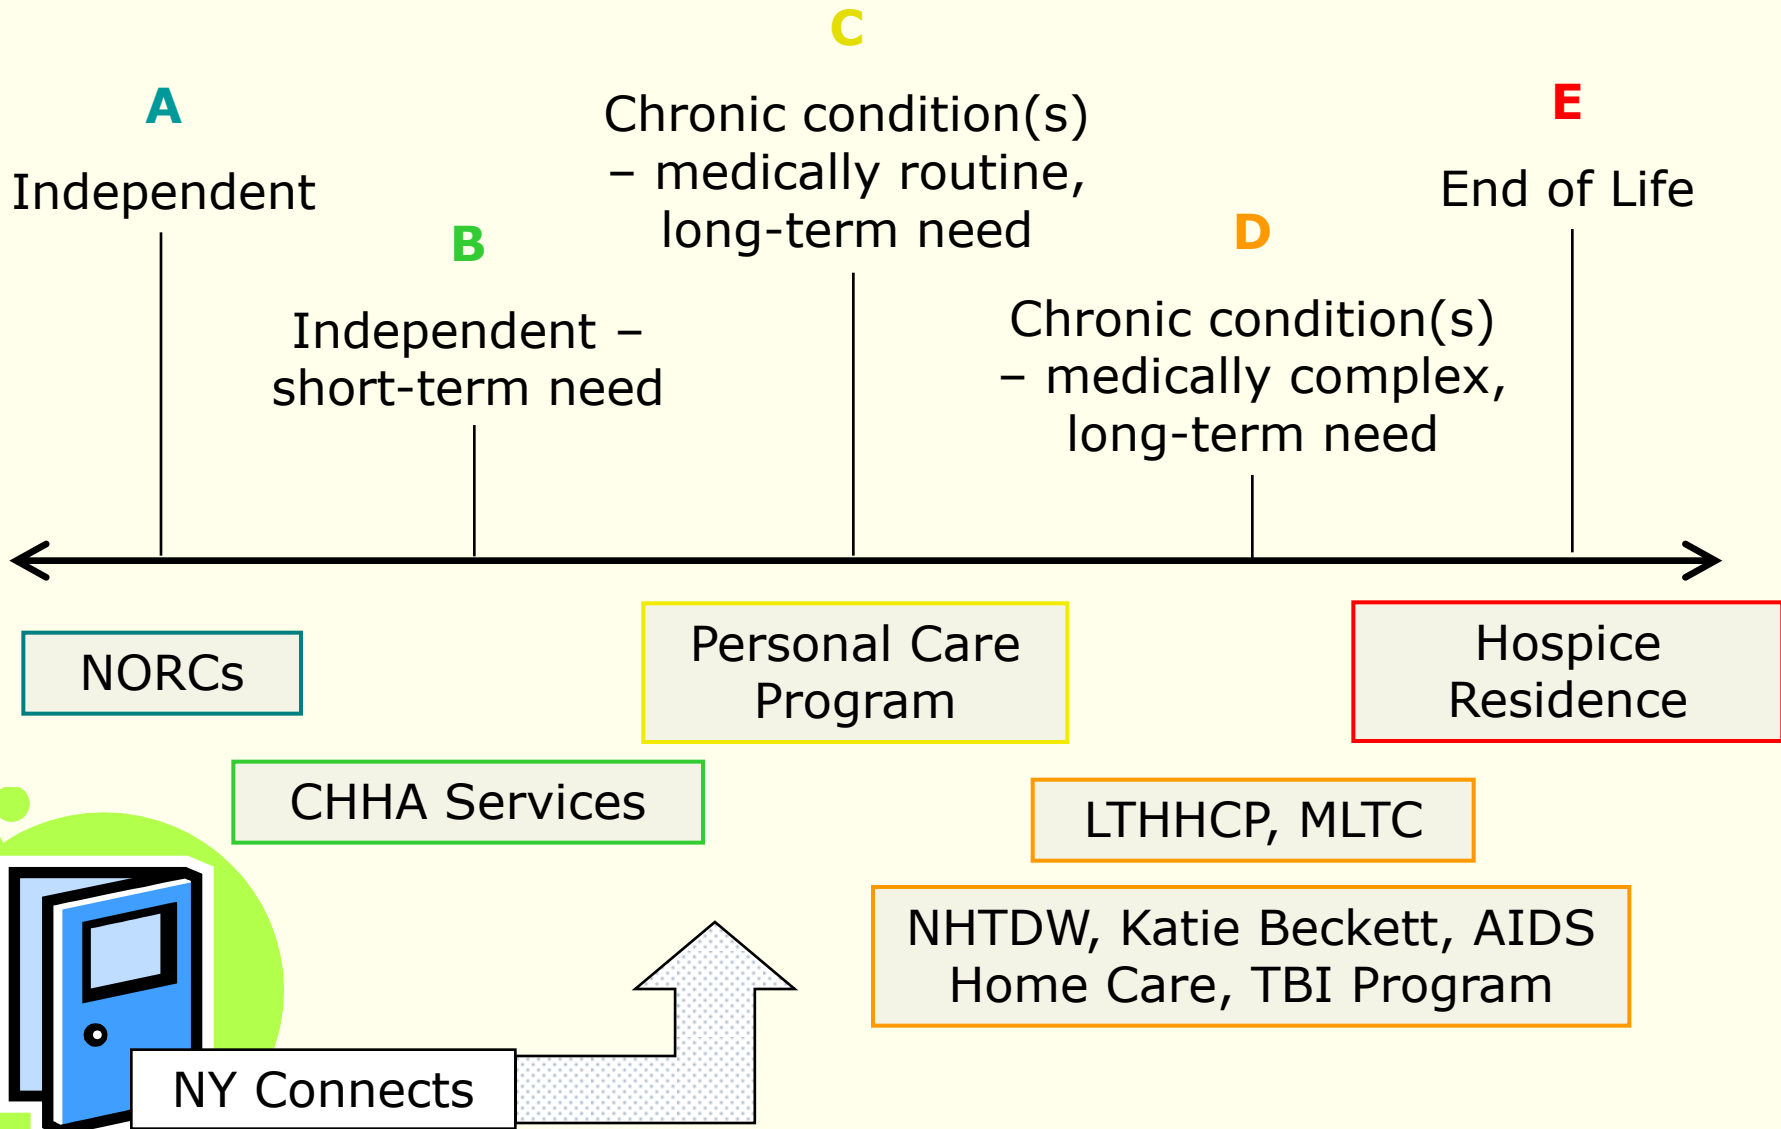 A
Independent
B
Independent –
short-term need
C
Chronic condition(s)
– medically routine,
long-term need
D
Chronic condition(s)
– medically complex,
long-term need
E
End of Life
NORCs
CHHA Services
Personal Care
Program
LTHHCP, MLTC
NHTDW, Katie Beckett, AIDS
Home Care, TBI Program
Hospice
Residence
NY Connects